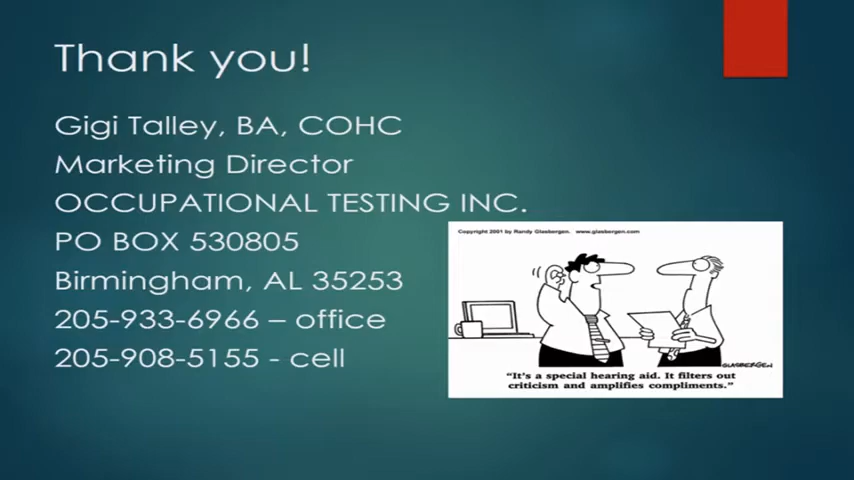 Thank you!
Gigi Talley, BA, COHC
Marketing Director
OCCUPATIONAL TESTING INC.
PO BOX 530805
Birmingham, AL 35253
205-933-6966 – office
205-908-5155 - cell
Copyright 2001 by Randy Glasbergen. www.glasbergen.com
GLASBERGEN
"It's a special hearing aid. It filters out
criticism and amplifies compliments."